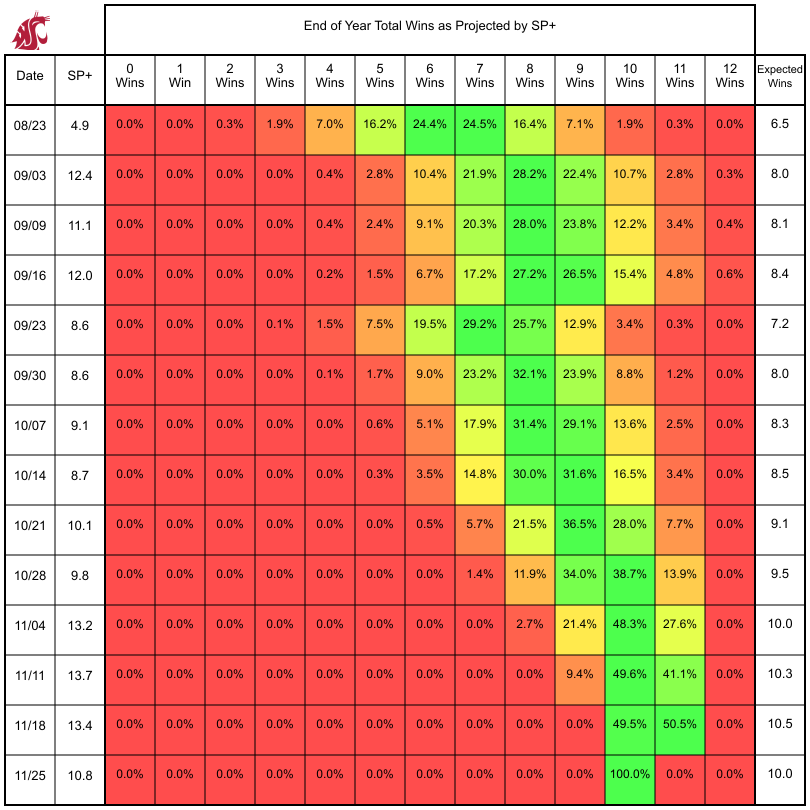 End of Year Total Wins as Projected by SP+
Date SP+ 0 Wins 1 Win 2 Wins 3 Wins 4 Wins 5 Wins 6 Wins 7 Wins 8 Wins 9 Wins 10 Wins 11 Wins 12 Wins Expected Wins
08/23 4.9 0.0% 0.0% 0.3% 1.9% 7.0% 16.2% 24.4% 24.5% 16.4% 7.1% 1.9% 0.3% 0.0% 6.5
09/03 12.4 0.0% 0.0% 0.0% 0.0% 0.4% 2.8% 10.4% 21.9% 28.2% 22.4% 10.7% 2.8% 0.3% 8.0
09/09 11.1 0.0% 0.0% 0.0% 0.0% 0.4% 2.4% 9.1% 20.3% 28.0% 23.8% 12.2% 3.4% 0.4% 8.1
09/16 12.0 0.0% 0.0% 0.0% 0.0% 0.2% 1.5% 6.7% 17.2% 27.2% 26.5% 15.4% 4.8% 0.6% 8.4
09/23 8.6 0.0% 0.0% 0.0% 0.1% 1.5% 7.5% 19.5% 29.2% 25.7% 12.9% 3.4% 0.3% 0.0% 7.2
09/30 8.6 0.0% 0.0% 0.0% 0.0% 0.1% 1.7% 9.0% 23.2% 32.1% 23.9% 8.8% 1.2% 0.0% 8.0
10/07 9.1 0.0% 0.0% 0.0% 0.0% 0.0% 0.6% 5.1% 17.9% 31.4% 29.1% 13.6% 2.5% 0.0% 8.3
10/14 8.7 0.0% 0.0% 0.0% 0.0% 0.0% 0.3% 3.5% 14.8% 30.0% 31.6% 16.5% 3.4% 0.0% 8.5
10/21 10.1 0.0% 0.0% 0.0% 0.0% 0.0% 0.0% 0.5% 5.7% 21.5% 36.5% 28.0% 7.7% 0.0% 9.1
10/28 9.8 0.0% 0.0% 0.0% 0.0% 0.0% 0.0% 0.0% 1.4% 11.9% 34.0% 38.7% 13.9% 0.0% 9.5
11/04 13.2 0.0% 0.0% 0.0% 0.0% 0.0% 0.0% 0.0% 0.0% 2.7% 21.4% 48.3% 27.6% 0.0% 10.0
11/11 13.7 0.0% 0.0% 0.0% 0.0% 0.0% 0.0% 0.0% 0.0% 0.0% 9.4% 49.6% 41.1% 0.0% 10.3
11/18 13.4 0.0% 0.0% 0.0% 0.0% 0.0% 0.0% 0.0% 0.0% 0.0% 0.0% 49.5% 50.5% 0.0% 10.5
11/25 10.8 0.0% 0.0% 0.0% 0.0% 0.0% 0.0% 0.0% 0.0% 0.0% 0.0% 100.0% 0.0% 0.0% 10.0